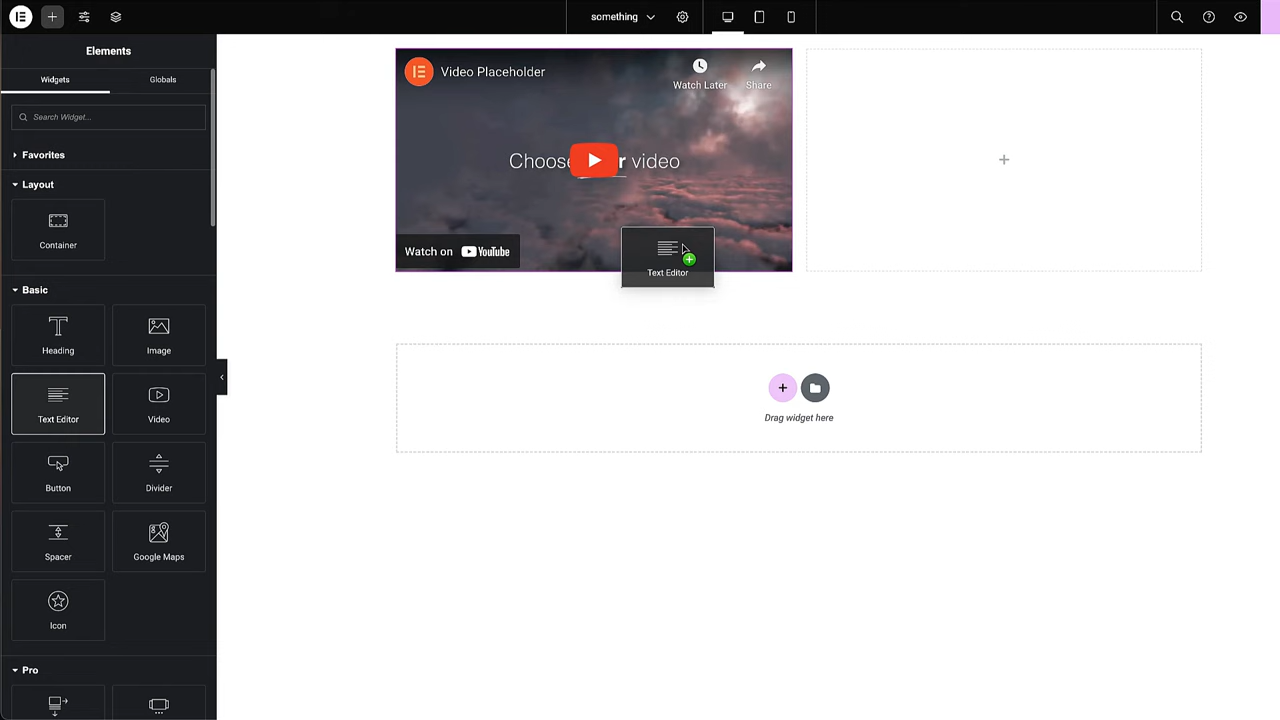 something
Elements
Widgets
Globals
Search Widget...
Favorites
Layout
Container
Basic
Heading
Image
Text Editor
Video
Button
Divider
Spacer
Google Maps
Icon
Pro
Video Placeholder
Watch Later
Share
Choose r video
Watch on YouTube
Text Editor
Drag widget here